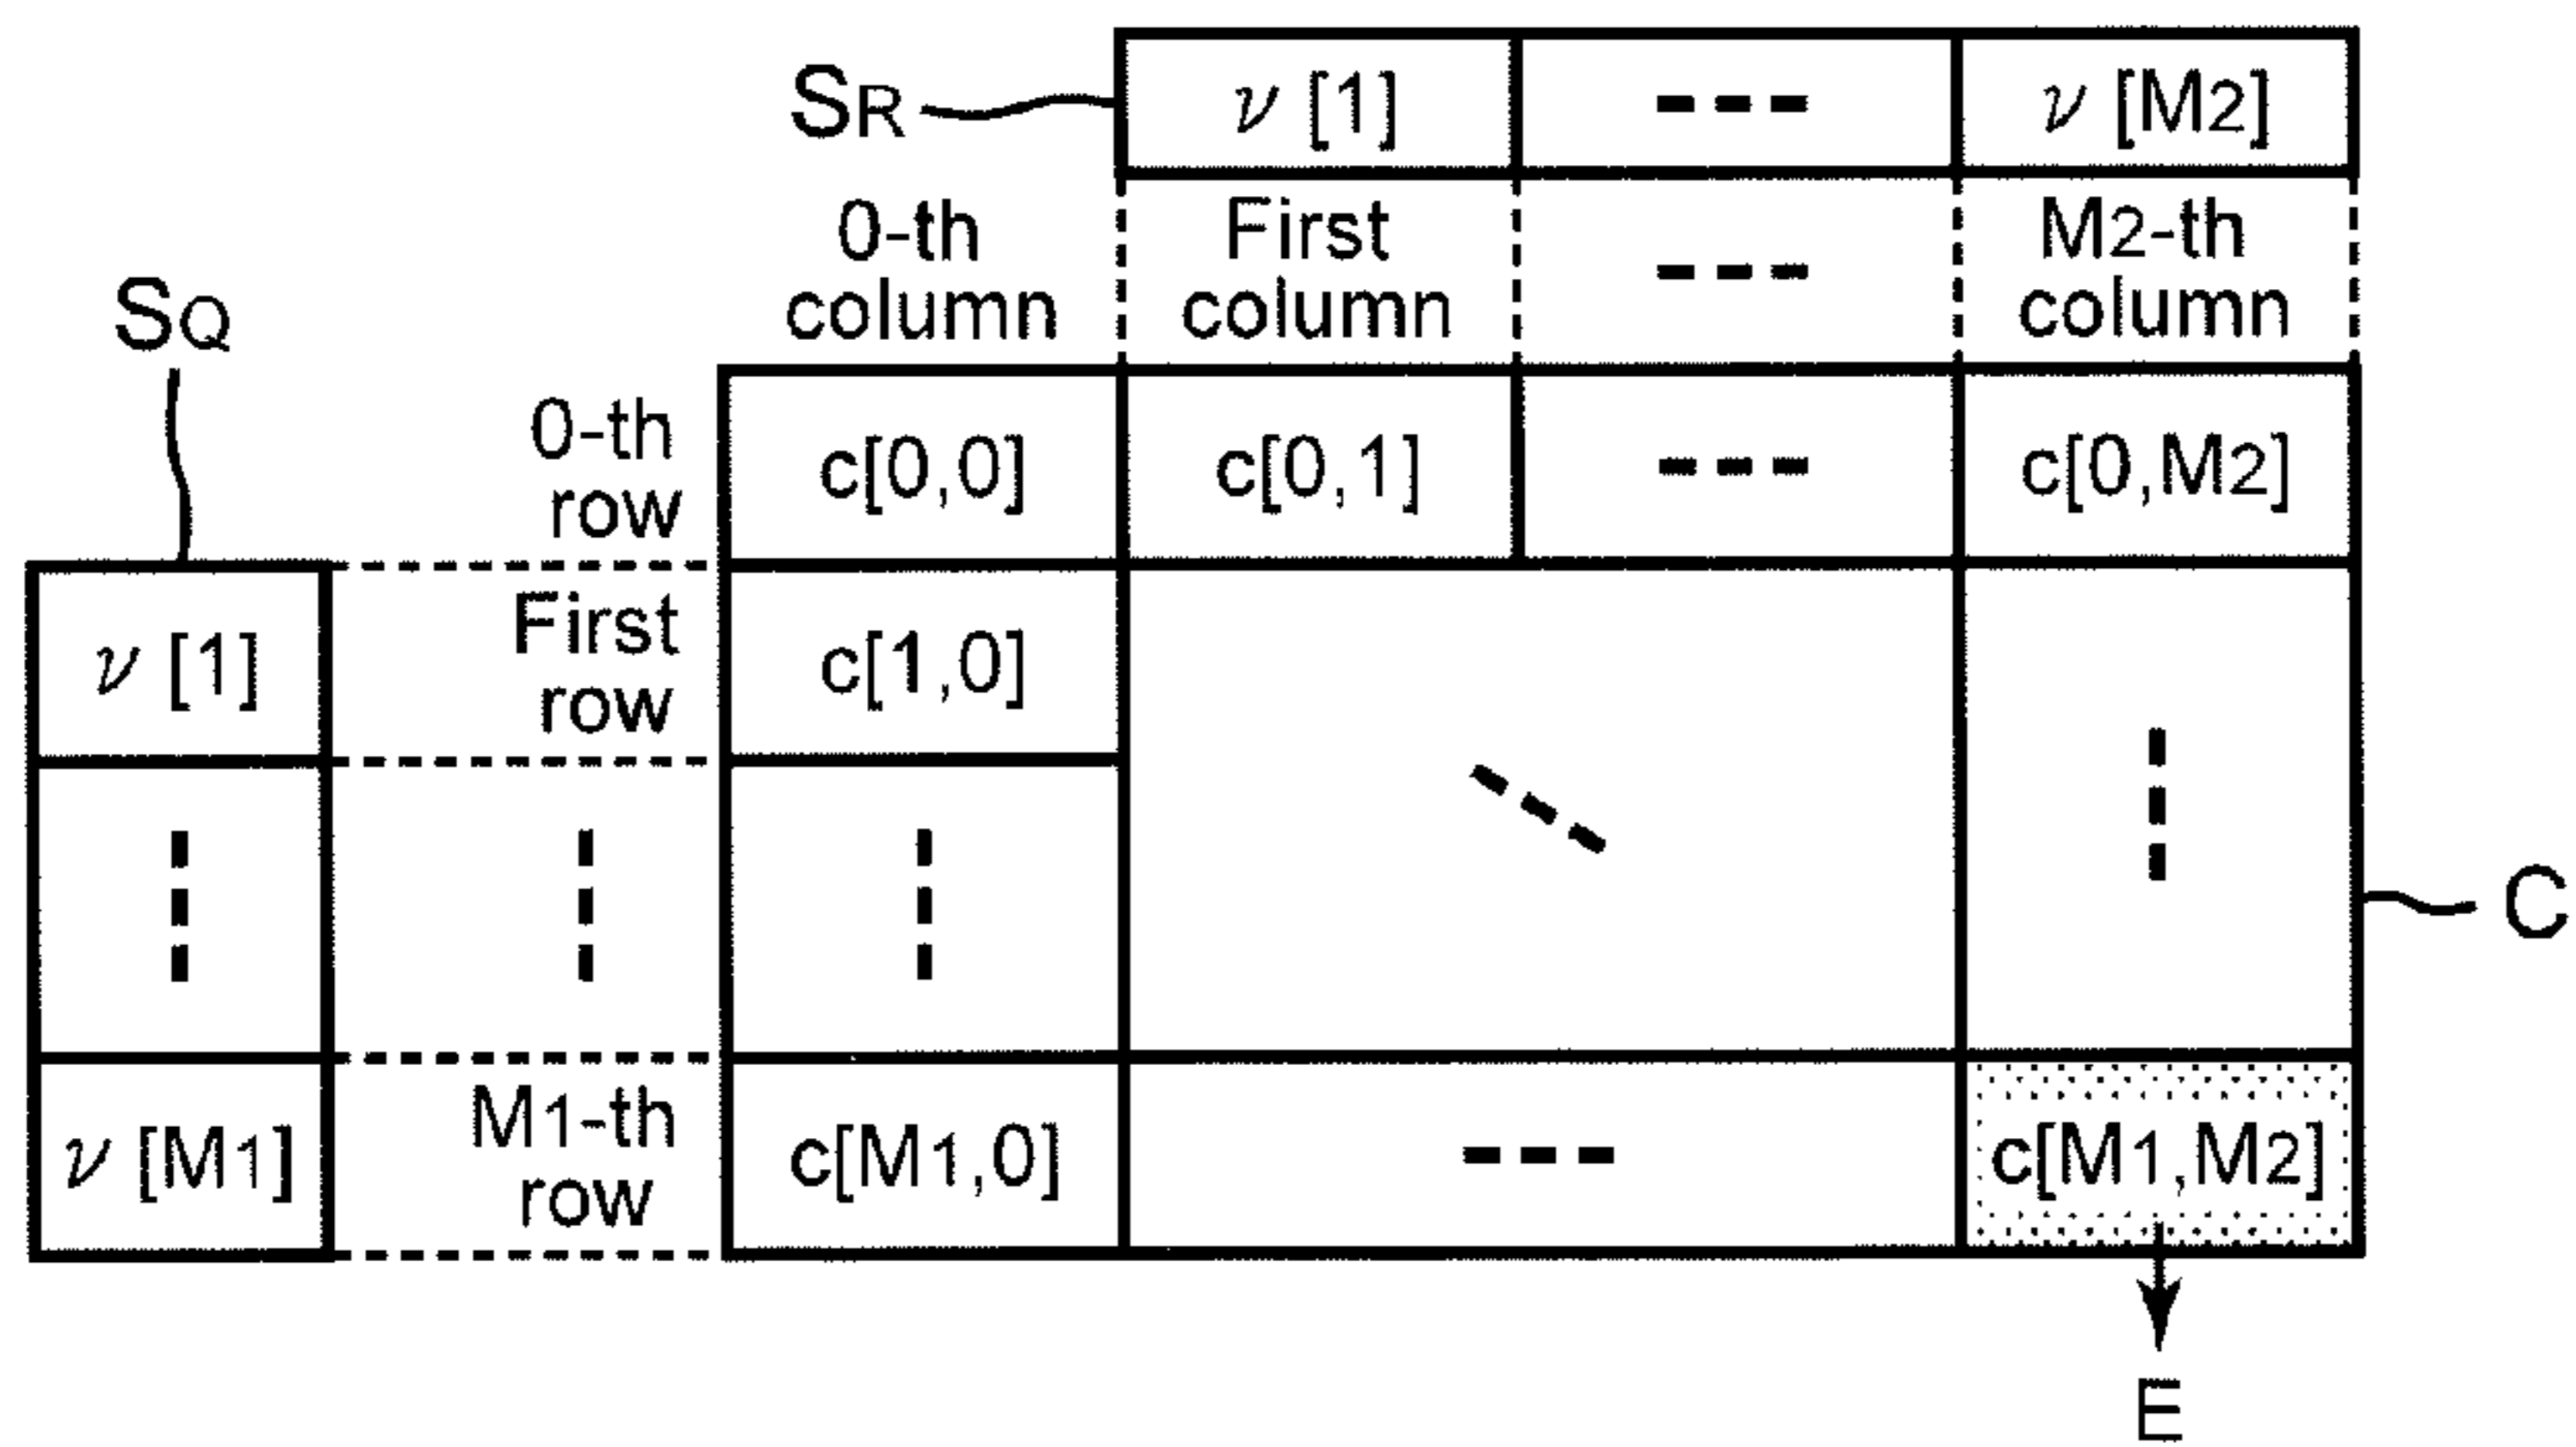 SR ν [1] --- ν [M2]
0-th column First column --- M2-th column
SQ
0-th row c[0,0] c[0,1] --- c[0,M2]
ν [1] First row c[1,0]
C
ν [M1] M1-th row c[M1,0] --- c[M1,M2]
E